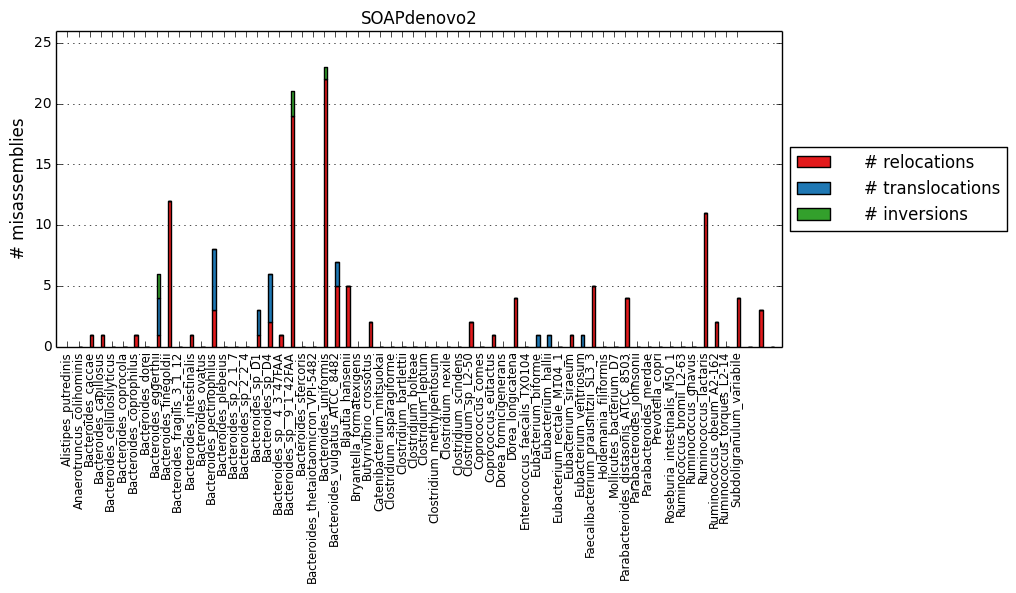 SOAPdenovo2
25
20
15
10
5
0
# misassemblies
# relocations
# translocations
# inversions
Alistipes_putredinis
Anaerotruncus_colihominis
Bacteroides_caccae
Bacteroides_capillosus
Bacteroides_cellulosilyticus
Bacteroides_coprocola
Bacteroides_coprophilus
Bacteroides_dorei
Bacteroides_eggerthii
Bacteroides_finegoldii
Bacteroides_fragilis_3_1_12
Bacteroides_intestinalis
Bacteroides_ovatus
Bacteroides_pectinophilus
Bacteroides_plebeius
Bacteroides_sp_2_1_7
Bacteroides_sp_2_2_4
Bacteroides_sp_D1
Bacteroides_sp_D4
Bacteroides_sp_4_3_47FAA
Bacteroides_sp__9_1_42FAA
Bacteroides_stercoris
Bacteroides_thetaiotaomicron_VPI-5482
Bacteroides_uniformis
Bacteroides_vulgatus_ATCC_8482
Blautia_hansenii
Bryantella_formatexigens
Butyrivibrio_crossotus
Catenibacterium_mitsuokai
Clostridium_asparagiforme
Clostridium_bartlettii
Clostridium_bolteae
Clostridium_leptum
Clostridium_methylpentosum
Clostridium_nexile
Clostridium_scindens
Clostridium_sp_L2-50
Coprococcus_comes
Coprococcus_eutactus
Dorea_formicigenerans
Dorea_longicatena
Enterococcus_faecalis_TX0104
Eubacterium_biforme
Eubacterium_hallii
Eubacterium_rectale_M104_1
Eubacterium_siraeum
Eubacterium_ventriosum
Faecalibacterium_prausnitzii_SL3_3
Holdemania_filiformis
Mollicutes_bacterium_D7
Parabacteroides_distasonis_ATCC_8503
Parabacteroides_johnsonii
Parabacteroides_merdae
Prevotella_copri
Roseburia_intestinalis_M50_1
Ruminococcus_bromii_L2-63
Ruminococcus_gnavus
Ruminococcus_lactaris
Ruminococcus_obeum_A2-162
Ruminococcus_torques_L2-14
Subdoligranulum_variabile